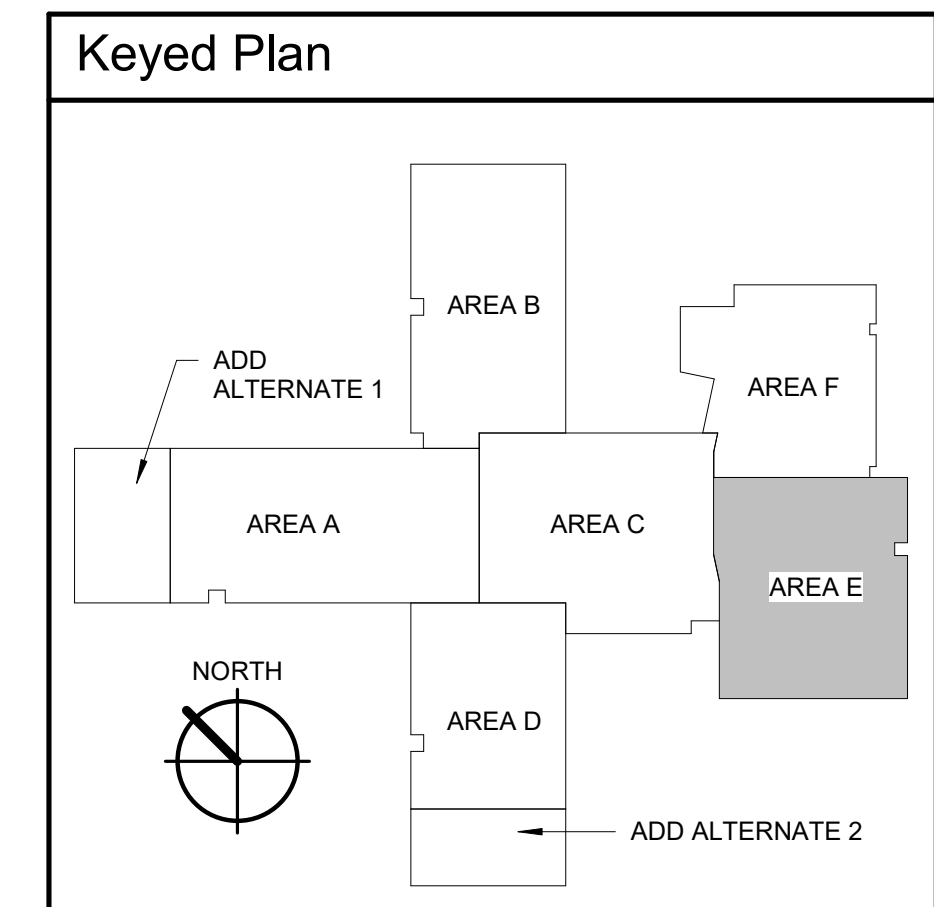 Keyed Plan
AREA B
ADD
ALTERNATE 1
AREA F
AREA A
AREA C
AREA E
NORTH
AREA D
ADD ALTERNATE 2